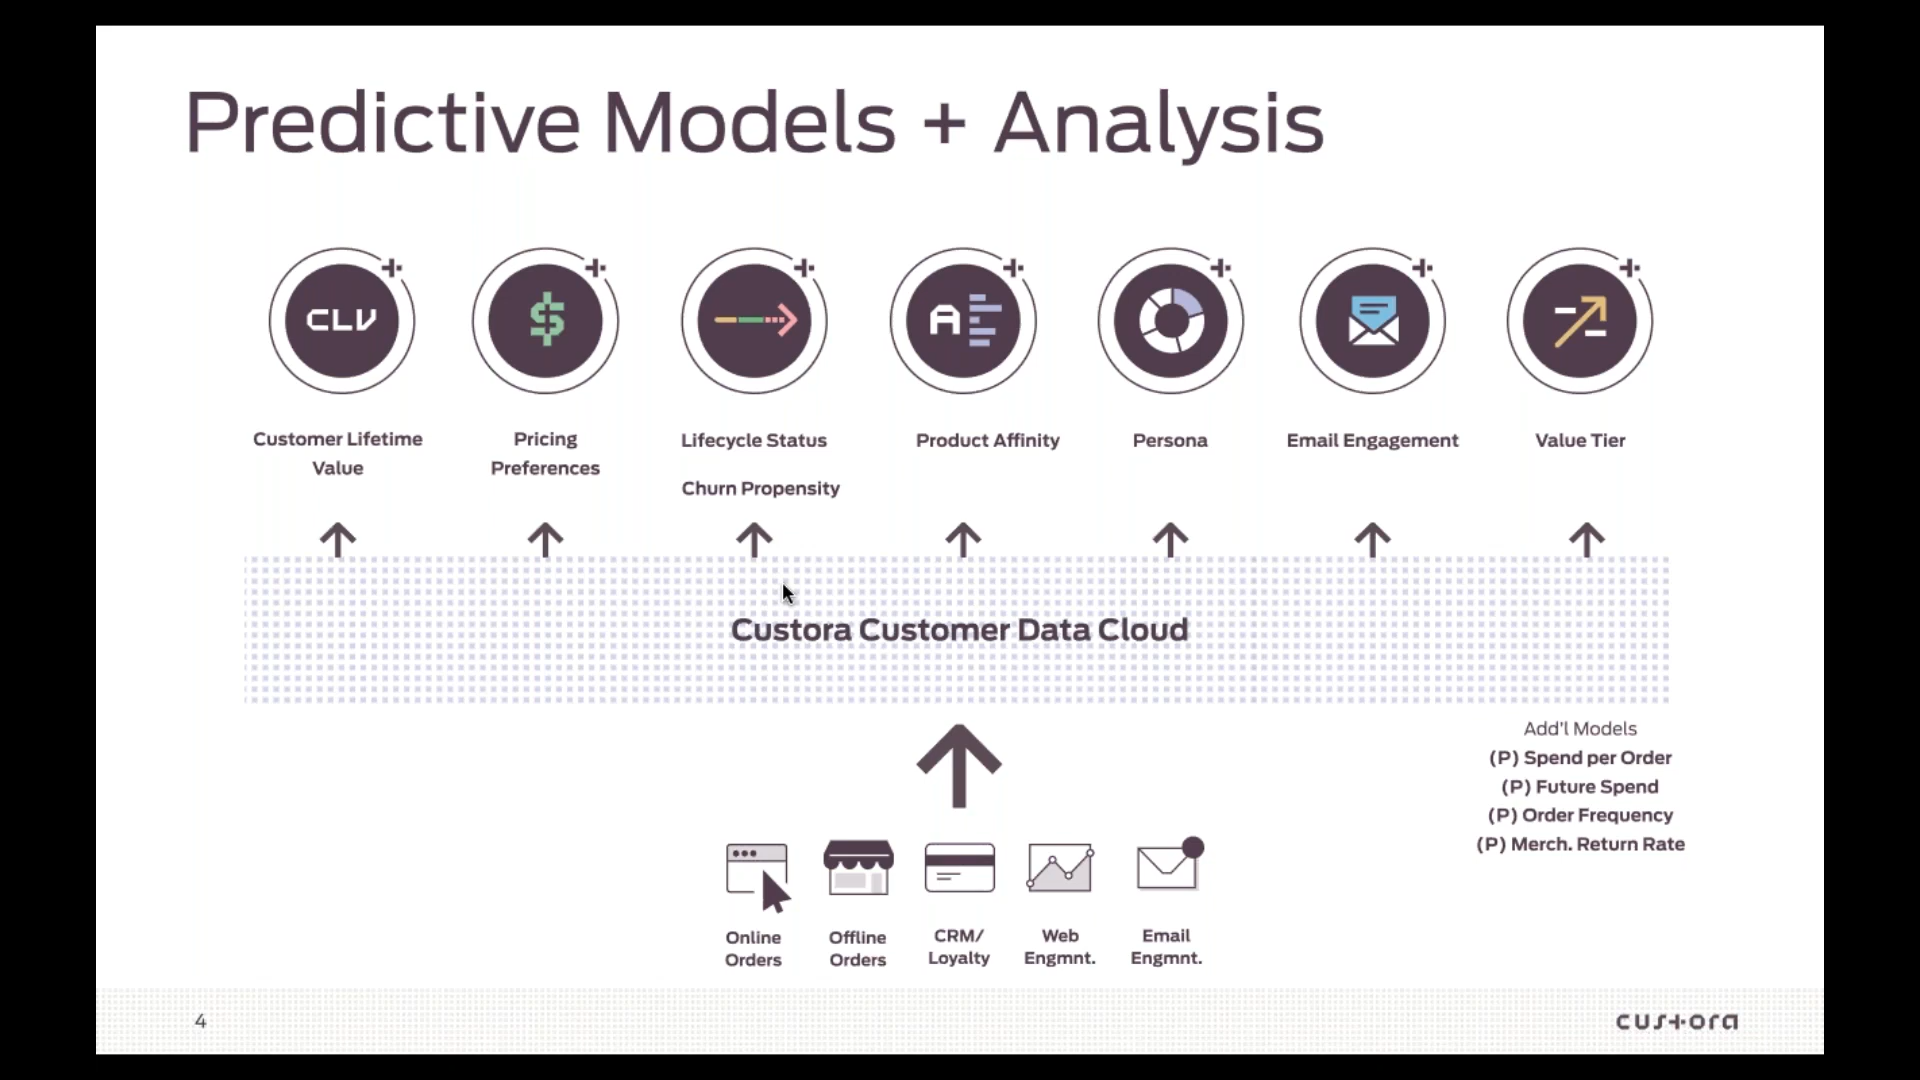 Predictive Models + Analysis
CLV
$
A
Customer Lifetime
Value
Pricing
Preferences
Lifecycle Status
Churn Propensity
Product Affinity
Persona
Email Engagement
Value Tier
Custora Customer Data Cloud
Add'l Models
(P) Spend per Order
(P) Future Spend
(P) Order Frequency
(P) Merch. Return Rate
Online
Orders
Offline
Orders
CRM/
Loyalty
Web
Engmnt.
Email
Engmnt.
4
custora